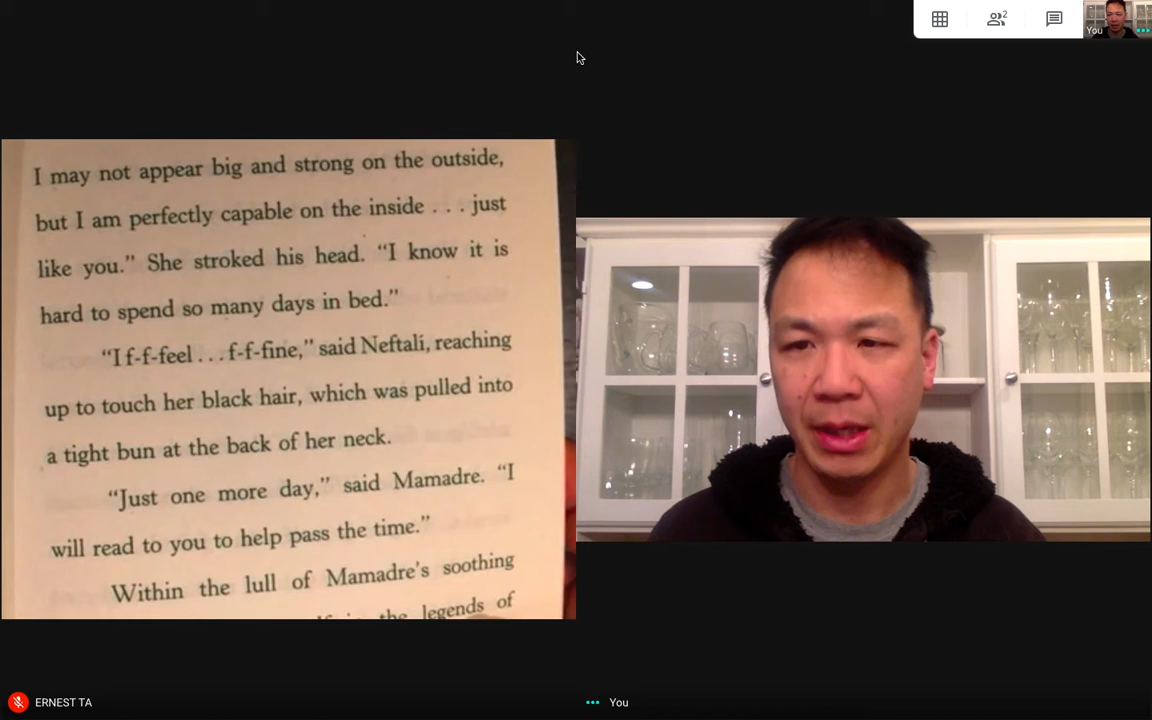 2
You
I may not appear big and strong on the outside,
but I am perfectly capable on the inside . . . just
like you.” She stroked his head. “I know it is
hard to spend so many days in bed.”
“I f-f-feel . . . f-f-fine,” said Neftalí, reaching
up to touch her black hair, which was pulled into
a tight bun at the back of her neck.
“Just one more day,” said Mamadre. “I
will read to you to help pass the time.”
Within the lull of Mamadre’s soothing
the legends of
ERNEST TA
You